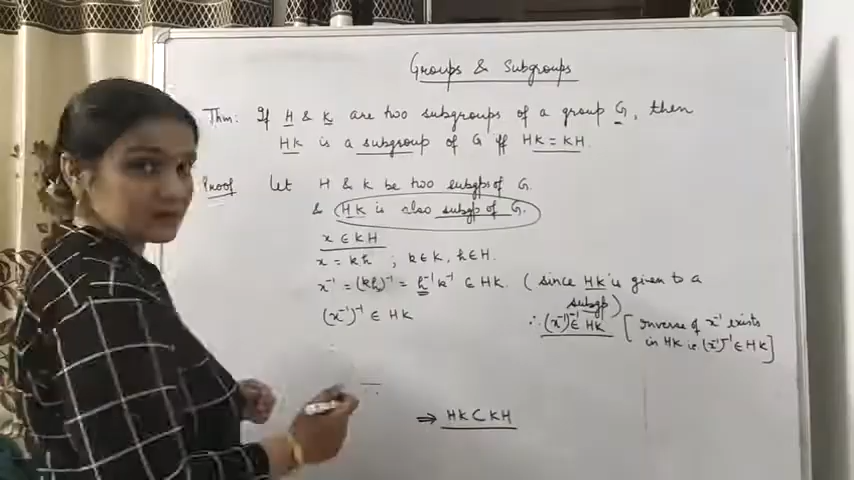 Groups & Subgroups
Thm: If H & K are two subgroups of a group G, then
HK is a subgroup of G iff HK = KH.
Proof Let H & K be two subgps of G.
& HK is also subgp of G.
x ∈ KH
x = kh ; k∈K, h∈H.
x⁻¹ = (kh)⁻¹ = h⁻¹k⁻¹ ∈ HK. ( since HK is given to a
subgp)
(x⁻¹)⁻¹ ∈ HK
∴ (x⁻¹)⁻¹ ∈ HK [ inverse of x⁻¹ exists
in HK ie (x⁻¹)⁻¹ ∈ HK]
⇒ HK ⊂ KH